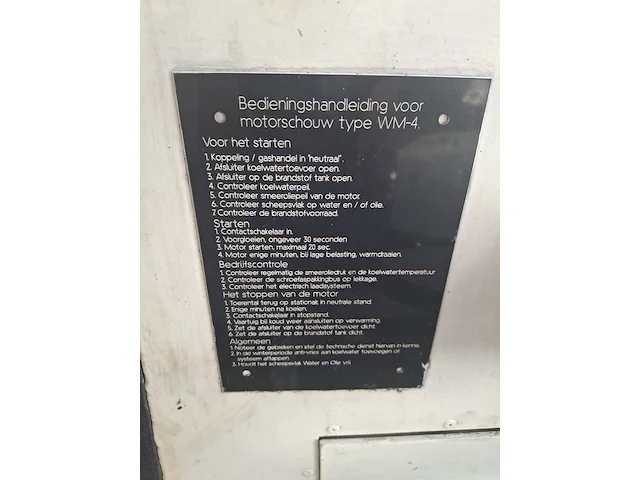 Bedieningshandleiding voor
motorschouw type WM-4.
Voor het starten
1. Koppeling / gashandel in "neutraal".
2. Afsluiter koelwatertoevoer open.
3. Afsluiter op de brandstof tank open.
4. Controleer koelwaterpeil.
5. Controleer smeeroliepeil van de motor.
6. Controleer scheepsvlak op water en / of olie.
7. Controleer de brandstofvoorraad.
Starten
1. Contactschakelaar in.
2. Voorgloeien, ongeveer 30 seconden
3. Motor starten, maximaal 20 sec.
4. Motor enige minuten, bij lage belasting, warmdraaien.
Bedrijfscontrole
1. Controleer regelmatig de smeeroliedruk en de koelwatertemperatuur
2. Controleer de schroefaspakkingbus op lekkage.
3. Controleer het electrisch laadsysteem.
Het stoppen van de motor
1. Toerental terug op stationair, in neutrale stand.
2. Enige minuten na koelen.
3. Contactschakelaar in stopstand.
4. Vaartuig bij koud weer aansluiten op verwarming.
5. Zet de afsluiter van de koelwatertoevoer dicht.
6. Zet de afsluiter op de brandstof tank dicht.
Algemeen
1. Noteer de gebreken en stel de technische dienst hiervan in kennis.
2. In de winterperiode anti-vries aan koelwater toevoegen of
systeem aftappen.
3. Houdt het scheepsvlak Water en Olie vrij.